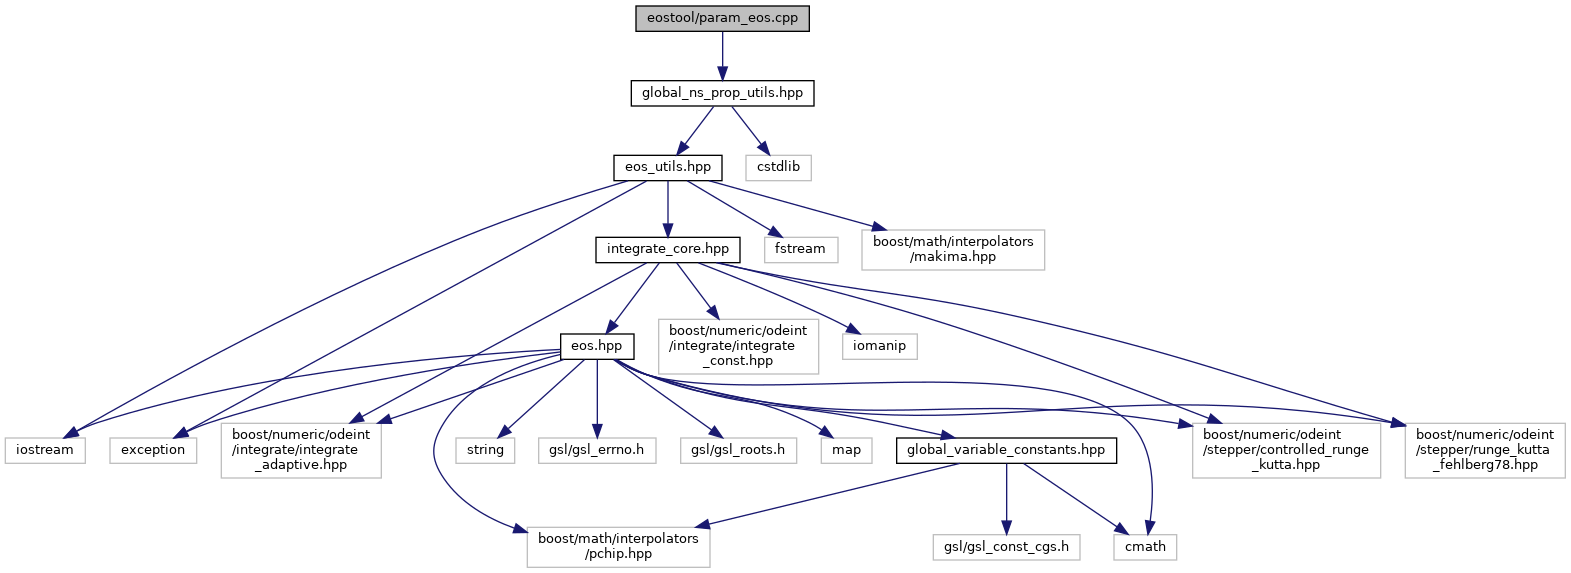 eostool/param_eos.cpp
global_ns_prop_utils.hpp
eos_utils.hpp
cstdlib
integrate_core.hpp
fstream
boost/math/interpolators
/makima.hpp
eos.hpp
boost/numeric/odeint
/integrate/integrate
_const.hpp
iomanip
iostream
exception
boost/numeric/odeint
/integrate/integrate
_adaptive.hpp
string
gsl/gsl_errno.h
gsl/gsl_roots.h
map
global_variable_constants.hpp
boost/numeric/odeint
/stepper/controlled_runge
_kutta.hpp
boost/numeric/odeint
/stepper/runge_kutta
_fehlberg78.hpp
boost/math/interpolators
/pchip.hpp
gsl/gsl_const_cgs.h
cmath